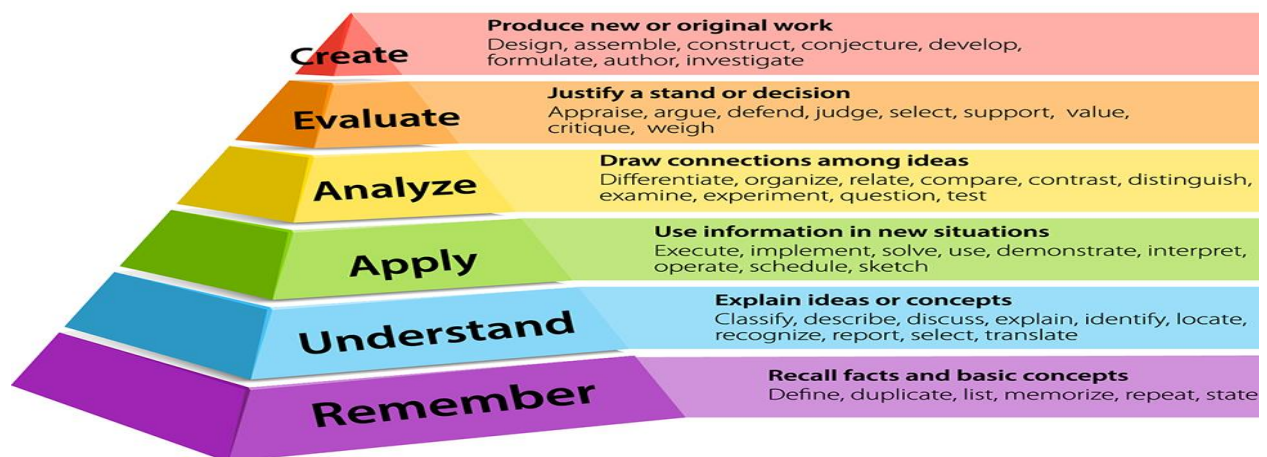 Create
Produce new or original work
Design, assemble, construct, conjecture, develop,
formulate, author, investigate
Evaluate
Justify a stand or decision
Appraise, argue, defend, judge, select, support, value,
critique, weigh
Analyze
Draw connections among ideas
Differentiate, organize, relate, compare, contrast, distinguish,
examine, experiment, question, test
Apply
Use information in new situations
Execute, implement, solve, use, demonstrate, interpret,
operate, schedule, sketch
Understand
Explain ideas or concepts
Classify, describe, discuss, explain, identify, locate,
recognize, report, select, translate
Remember
Recall facts and basic concepts
Define, duplicate, list, memorize, repeat, state